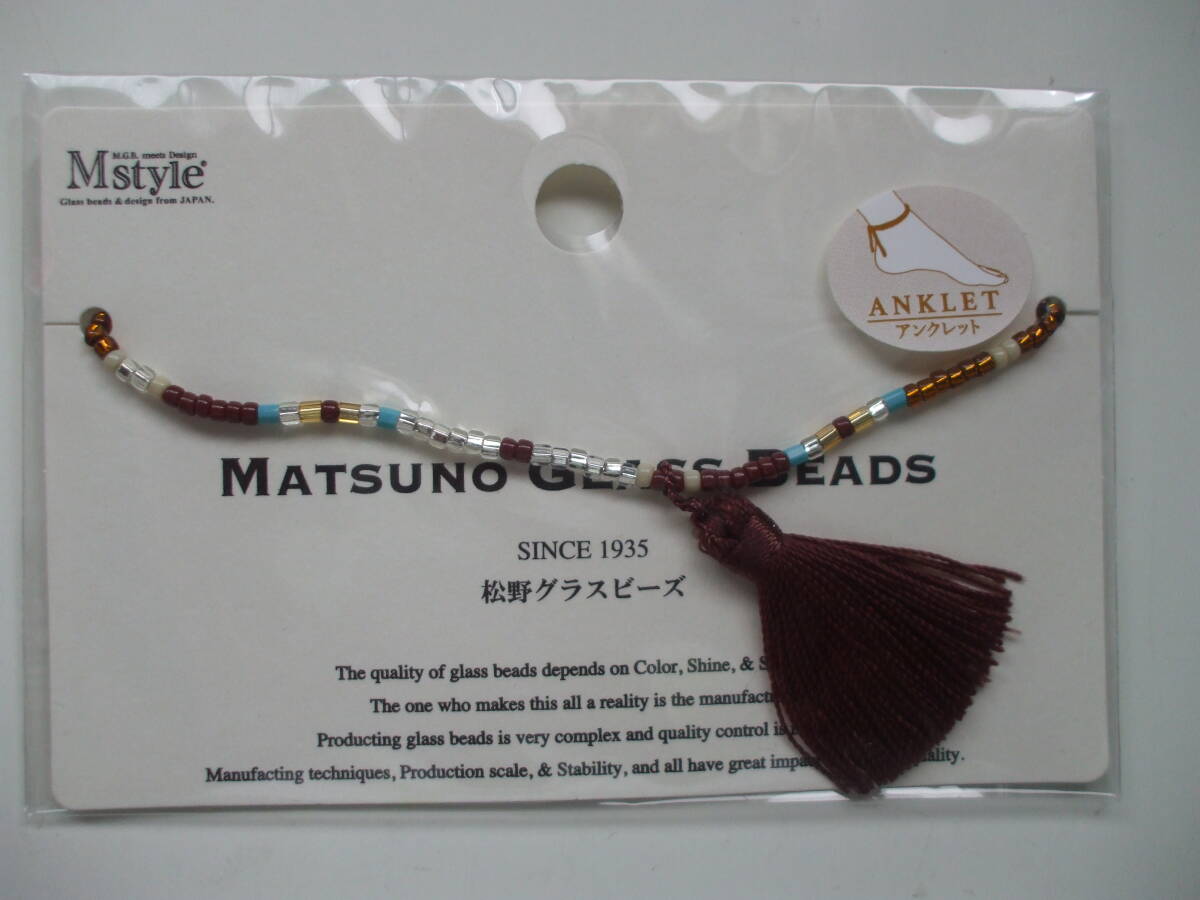 M.G.B. meets Design
Mstyle®
Glass beads & design from JAPAN.
ANKLET
アンクレット
MATSUNO GLASS BEADS
SINCE 1935
松野グラスビーズ
The quality of glass beads depends on Color, Shine, &
The one who makes this all a reality is the
Producting glass beads is very complex and quality control is
Manufacting techniques, Production scale, & Stability, and all have great